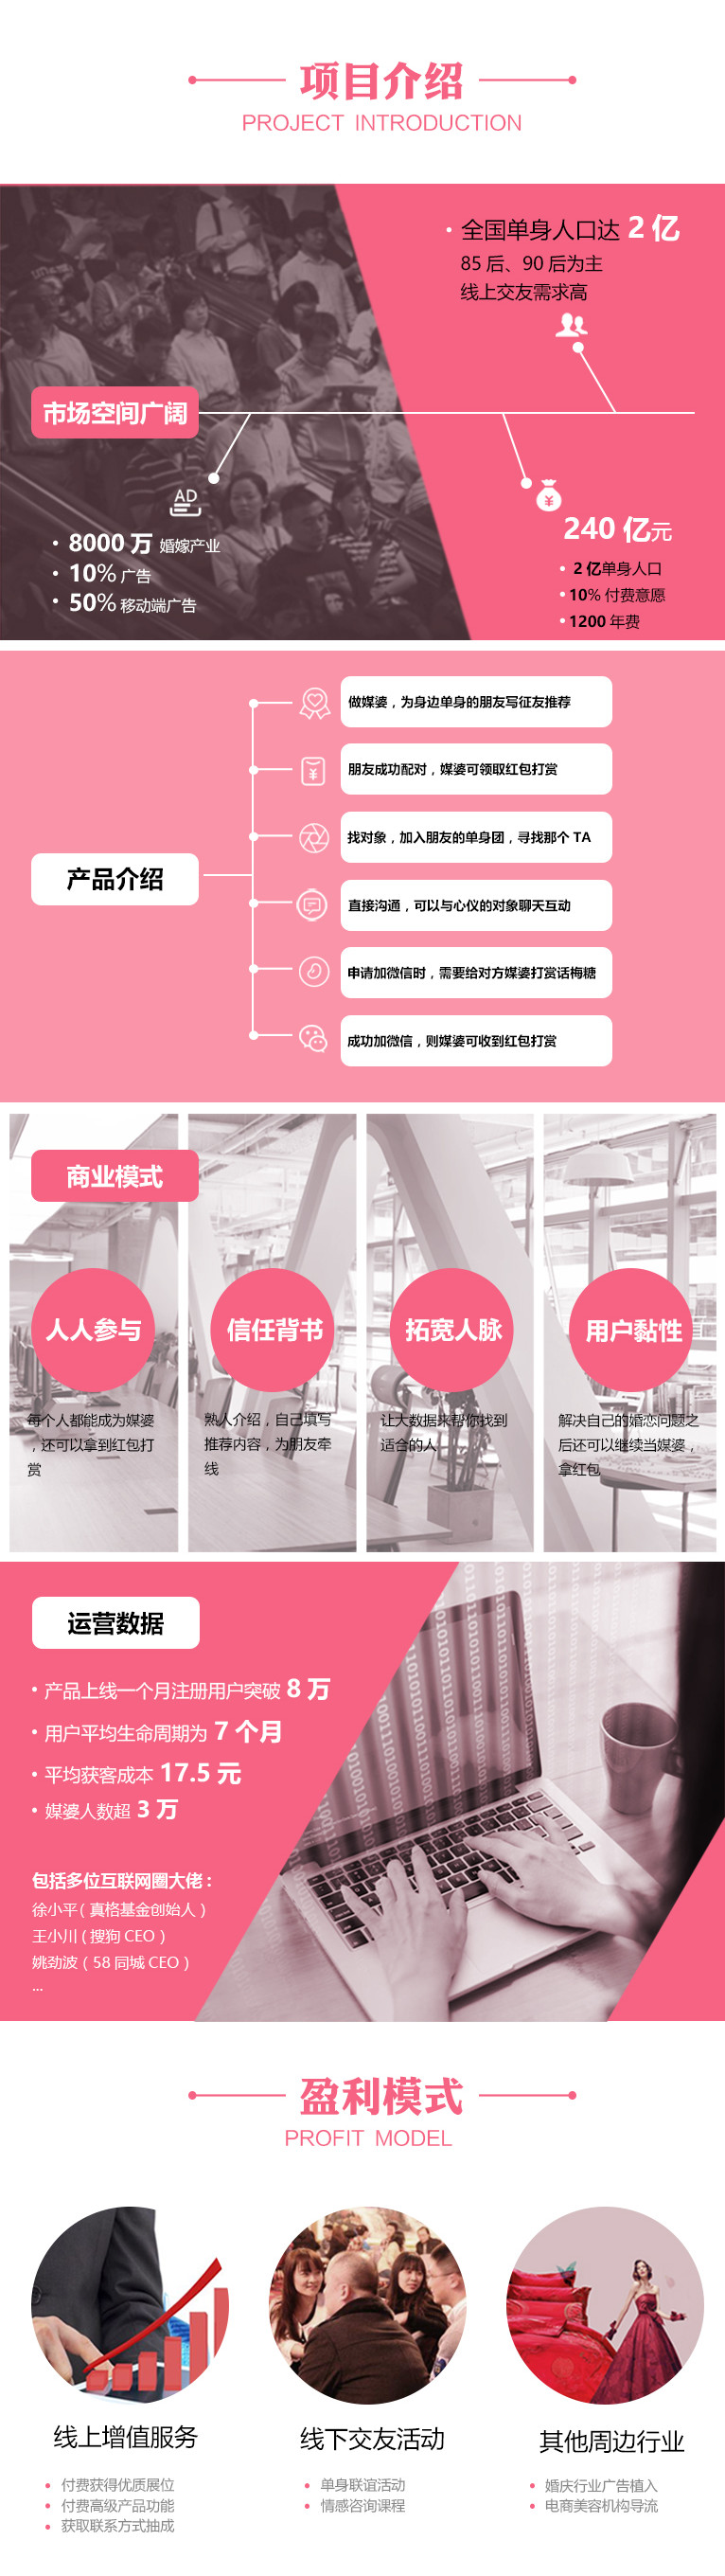 项目介绍
PROJECT INTRODUCTION
• 全国单身人口达 2 亿
85 后、90 后为主
线上交友需求高
市场空间广阔
AD
¥
• 8000 万 婚嫁产业
• 10% 广告
• 50% 移动端广告
240 亿元
• 2 亿单身人口
• 10% 付费意愿
• 1200 年费
产品介绍
做媒婆，为身边单身的朋友写征友推荐
¥
朋友成功配对，媒婆可领取红包打赏
找对象，加入朋友的单身团，寻找那个 TA
直接沟通，可以与心仪的对象聊天互动
申请加微信时，需要给对方媒婆打赏话梅糖
成功加微信，则媒婆可收到红包打赏
商业模式
人人参与
每个人都能成为媒婆
，还可以拿到红包打
赏
信任背书
熟人介绍，自己填写
推荐内容，为朋友牵
线
拓宽人脉
让大数据来帮你找到
适合的人
用户黏性
解决自己的婚恋问题之
后还可以继续当媒婆，
拿红包
运营数据
• 产品上线一个月注册用户突破 8 万
• 用户平均生命周期为 7 个月
• 平均获客成本 17.5 元
• 媒婆人数超 3 万
包括多位互联网圈大佬：
徐小平（真格基金创始人）
王小川（搜狗 CEO）
姚劲波（58 同城 CEO）
...
盈利模式
PROFIT MODEL
线上增值服务
• 付费获得优质展位
• 付费高级产品功能
• 获取联系方式抽成
线下交友活动
• 单身联谊活动
• 情感咨询课程
其他周边行业
• 婚庆行业广告植入
• 电商美容机构导流